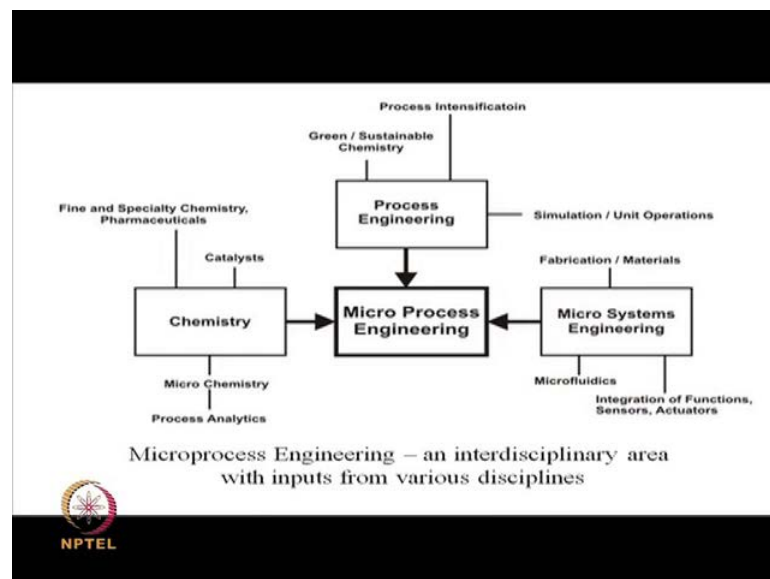 Process Intensificatoin
Green / Sustainable
Chemistry
Process
Engineering
Simulation / Unit Operations
Fine and Specialty Chemistry,
Pharmaceuticals
Catalysts
Chemistry
Micro Chemistry
Process Analytics
Micro Process
Engineering
Fabrication / Materials
Micro Systems
Engineering
Microfluidics
Integration of Functions,
Sensors, Actuators
Microprocess Engineering – an interdisciplinary area
with inputs from various disciplines
NPTEL